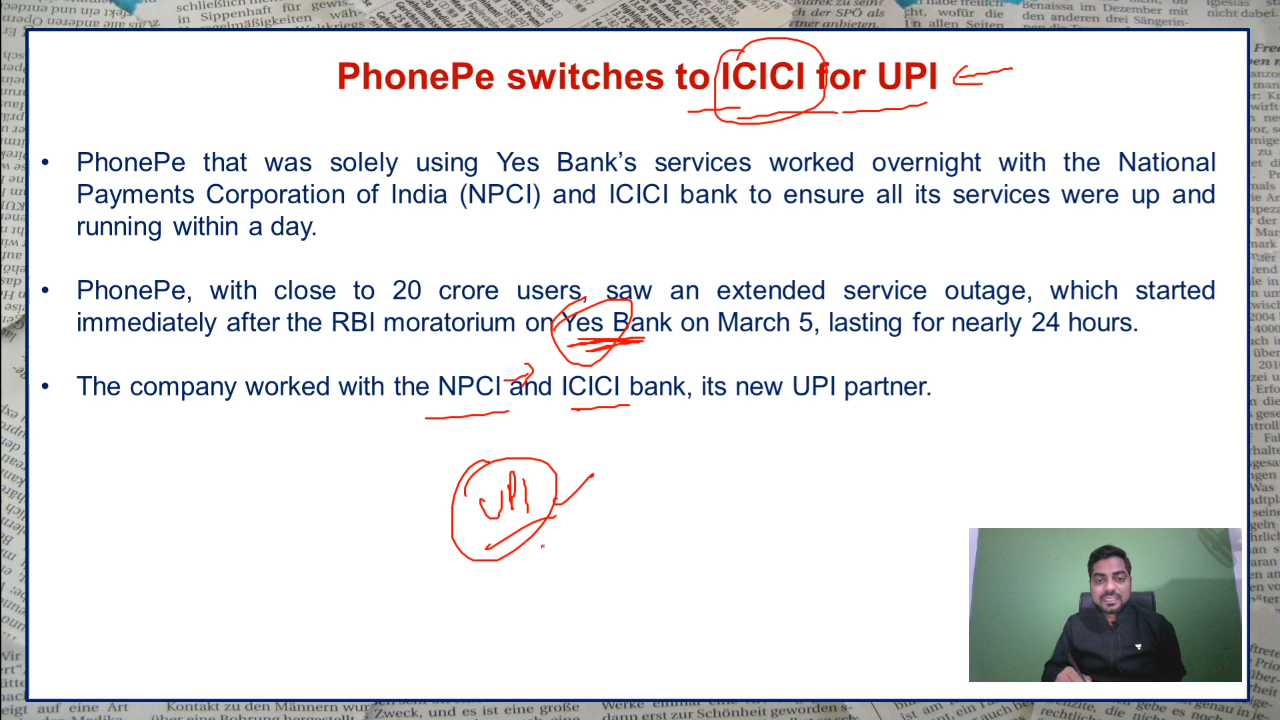 PhonePe switches to ICICI for UPI
• PhonePe that was solely using Yes Bank’s services worked overnight with the National
Payments Corporation of India (NPCI) and ICICI bank to ensure all its services were up and
running within a day.
• PhonePe, with close to 20 crore users, saw an extended service outage, which started
immediately after the RBI moratorium on Yes Bank on March 5, lasting for nearly 24 hours.
• The company worked with the NPCI and ICICI bank, its new UPI partner.
UPI